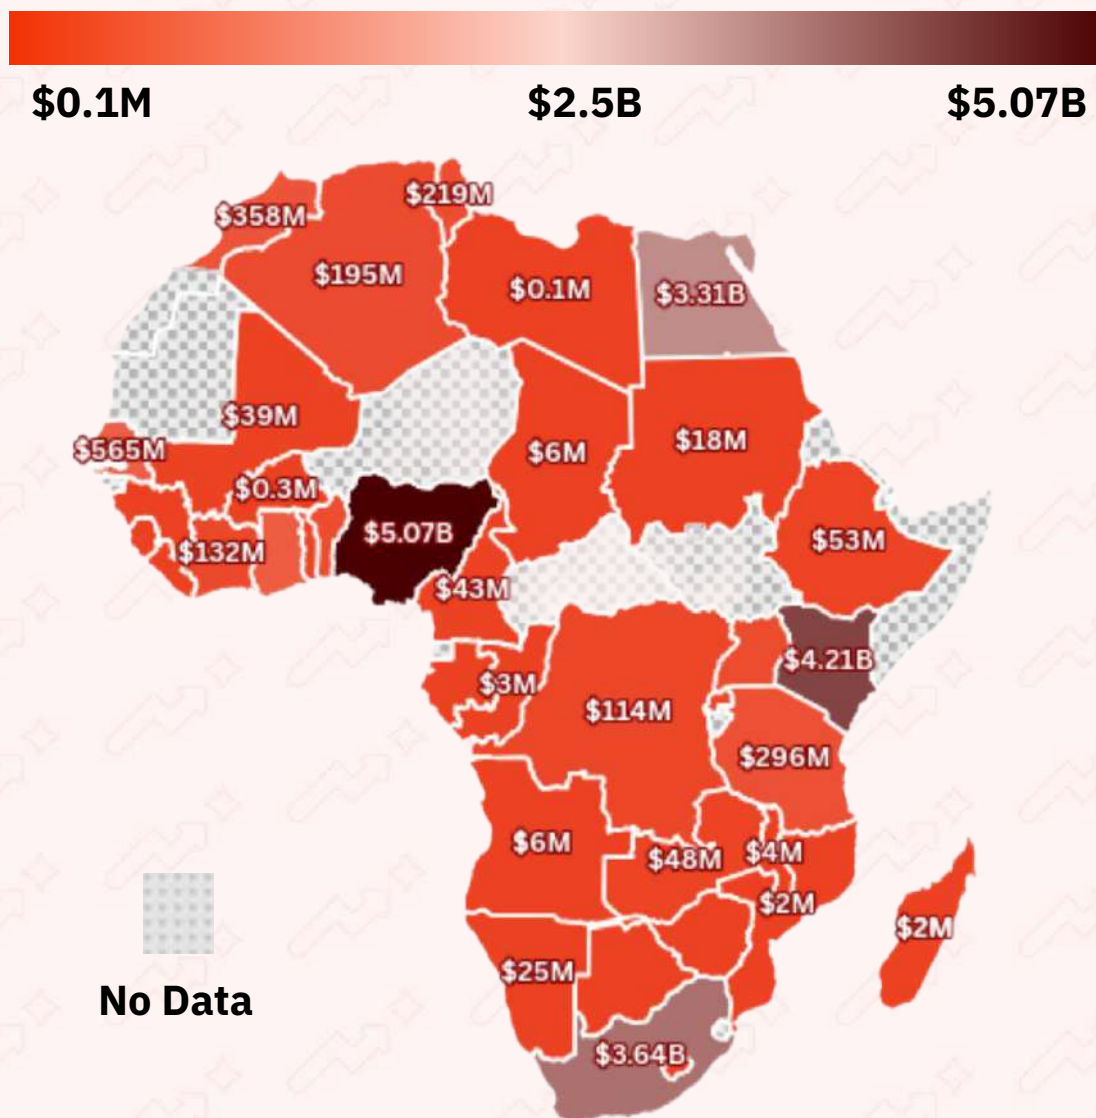 $0.1M $2.5B $5.07B
$219M
$358M
$195M
$0.1M
$3.31B
$39M
$565M
$6M
$18M
$0.3M
$5.07B
$132M
$53M
$43M
$4.21B
$3M
$114M
$296M
$6M
$48M
$4M
$2M
$2M
$25M
No Data
$3.64B